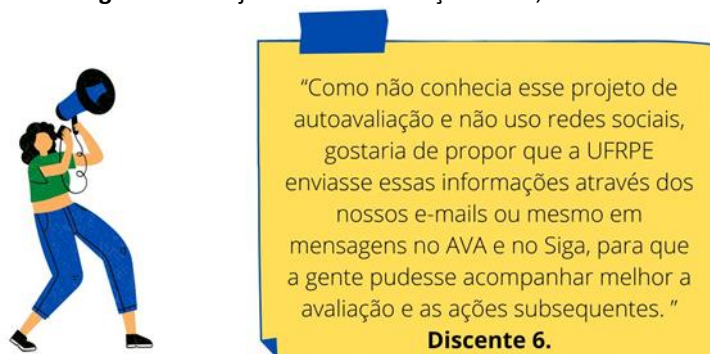 “Como não conhecia esse projeto de
autoavaliação e não uso redes sociais,
gostaria de propor que a UFRPE
enviasse essas informações através dos
nossos e-mails ou mesmo em
mensagens no AVA e no Siga, para que
a gente pudesse acompanhar melhor a
avaliação e as ações subsequentes. ”
Discente 6.